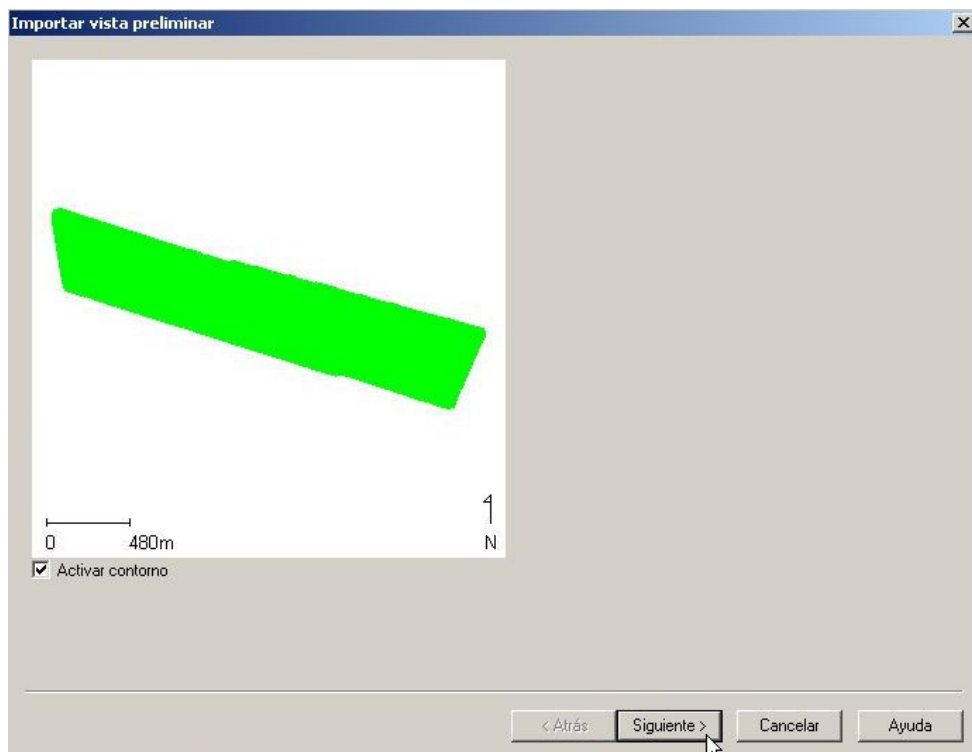 Importar vista preliminar
0 480m N
Activar contorno
< Atrás Siguiente > Cancelar Ayuda